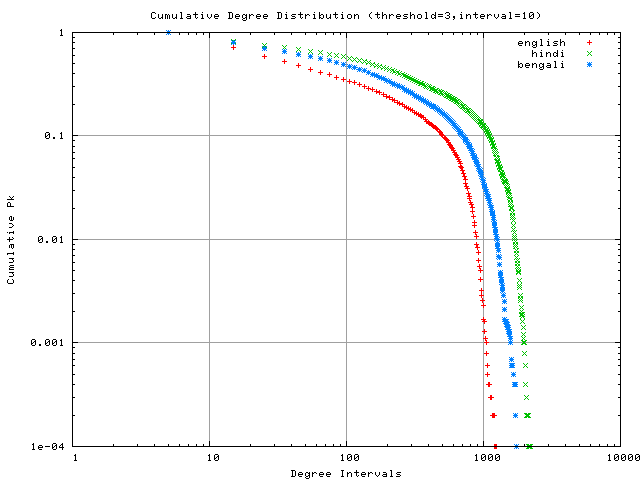 Cumulative Degree Distribution (threshold=3,interval=10)
english
hindi
bengali
1
0.1
0.01
0.001
1e-04
Cumulative Pk
1 10 100 1000 10000
Degree Intervals